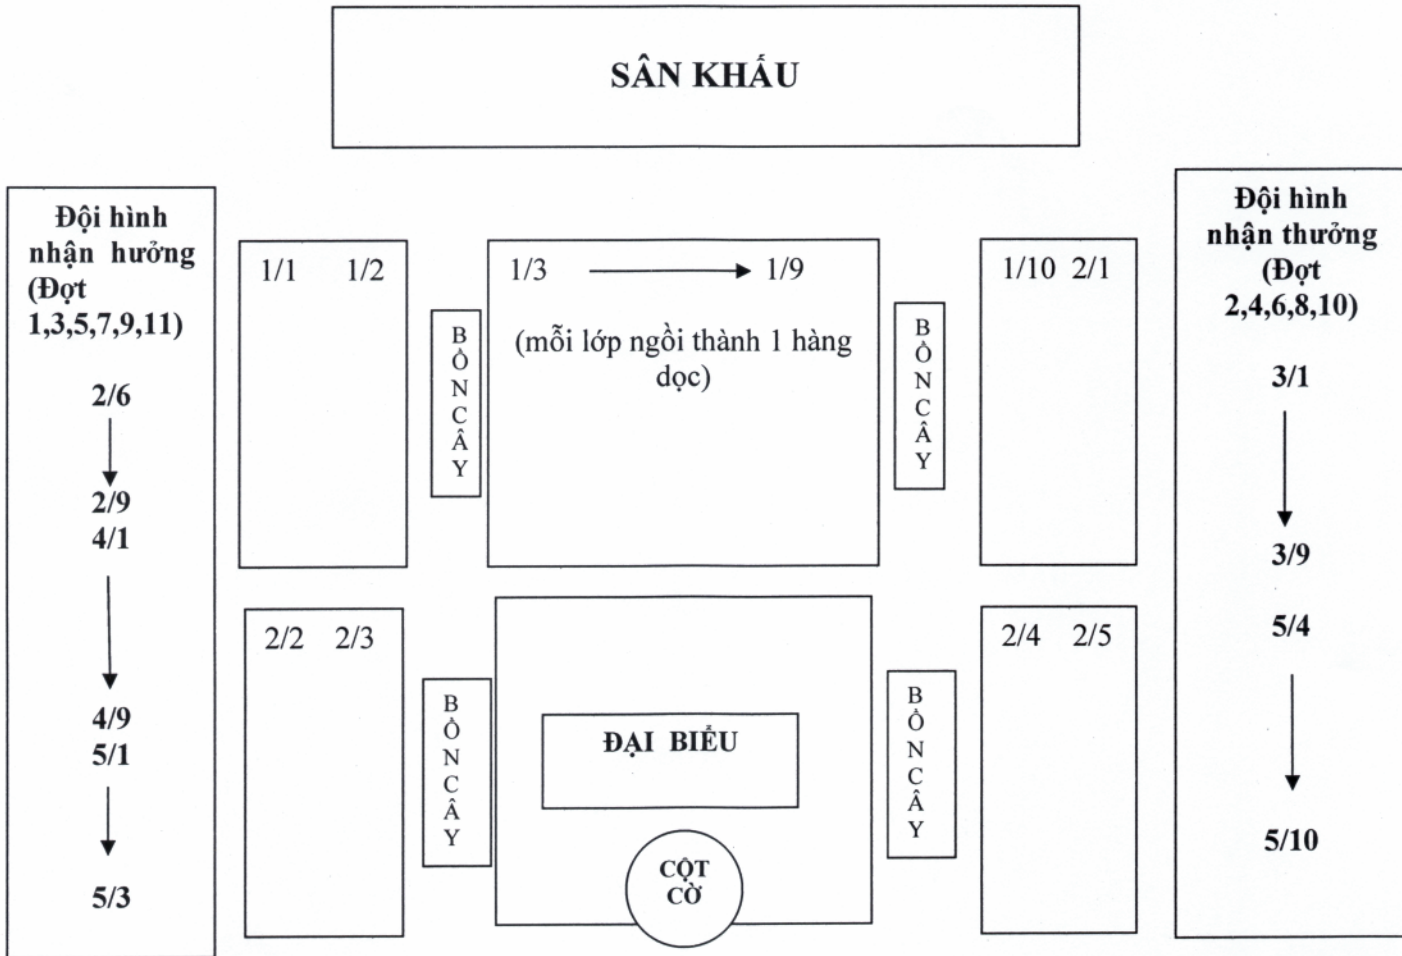 SÂN KHẤU
Đội hình
nhận hưởng
(Đợt
1,3,5,7,9,11)
2/6
2/9
4/1
4/9
5/1
5/3
1/1 1/2
BỒN CÂY
1/3 1/9
(mỗi lớp ngồi thành 1 hàng
dọc)
BỒN CÂY
1/10 2/1
2/2 2/3
BỒN CÂY
ĐẠI BIỂU
CỘT
CỜ
BỒN CÂY
2/4 2/5
Đội hình
nhận thưởng
(Đợt
2,4,6,8,10)
3/1
3/9
5/4
5/10